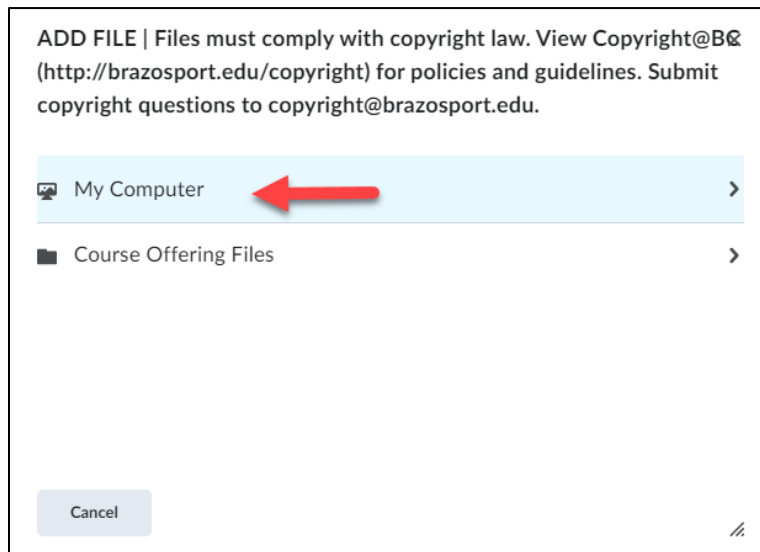 ADD FILE | Files must comply with copyright law. View Copyright@BC
(http://brazosport.edu/copyright) for policies and guidelines. Submit
copyright questions to copyright@brazosport.edu.
My Computer
Course Offering Files
Cancel